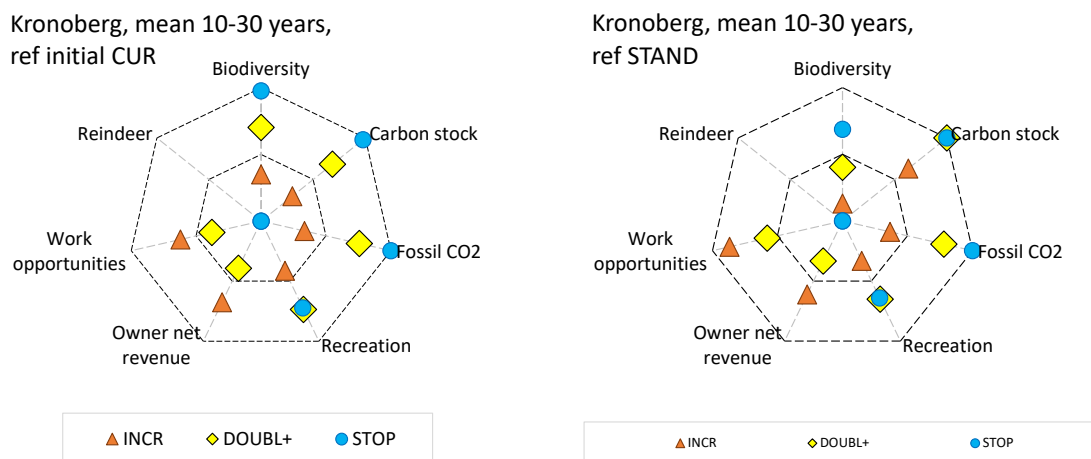 Kronoberg, mean 10-30 years,
ref initial CUR
Biodiversity
Reindeer
Carbon stock
Work
opportunities
Fossil CO2
Owner net
revenue
Recreation
INCR
DOUBL+
STOP
Kronoberg, mean 10-30 years,
ref STAND
Biodiversity
Reindeer
Carbon stock
Work
opportunities
Fossil CO2
Owner net
revenue
Recreation
INCR
DOUBL+
STOP